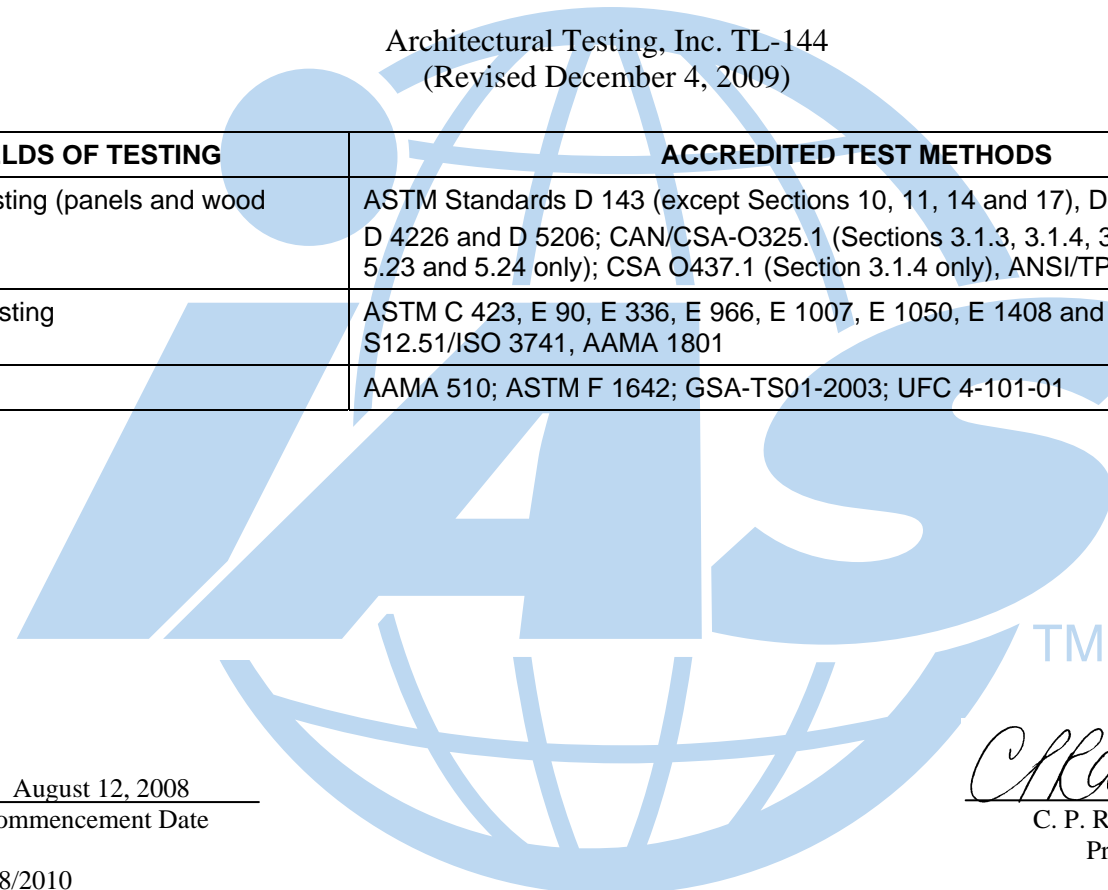 Architectural Testing, Inc. TL-144
(Revised December 4, 2009)
LDS OF TESTING
ACCREDITED TEST METHODS
sting (panels and wood
ASTM Standards D 143 (except Sections 10, 11, 14 and 17), D
D 4226 and D 5206; CAN/CSA-O325.1 (Sections 3.1.3, 3.1.4, 3
5.23 and 5.24 only); CSA O437.1 (Section 3.1.4 only), ANSI/TP
sting
ASTM C 423, E 90, E 336, E 966, E 1007, E 1050, E 1408 and
S12.51/ISO 3741, AAMA 1801
AAMA 510; ASTM F 1642; GSA-TS01-2003; UFC 4-101-01
iAS
TM
August 12, 2008
ommencement Date
C. P. R
Pr
8/2010